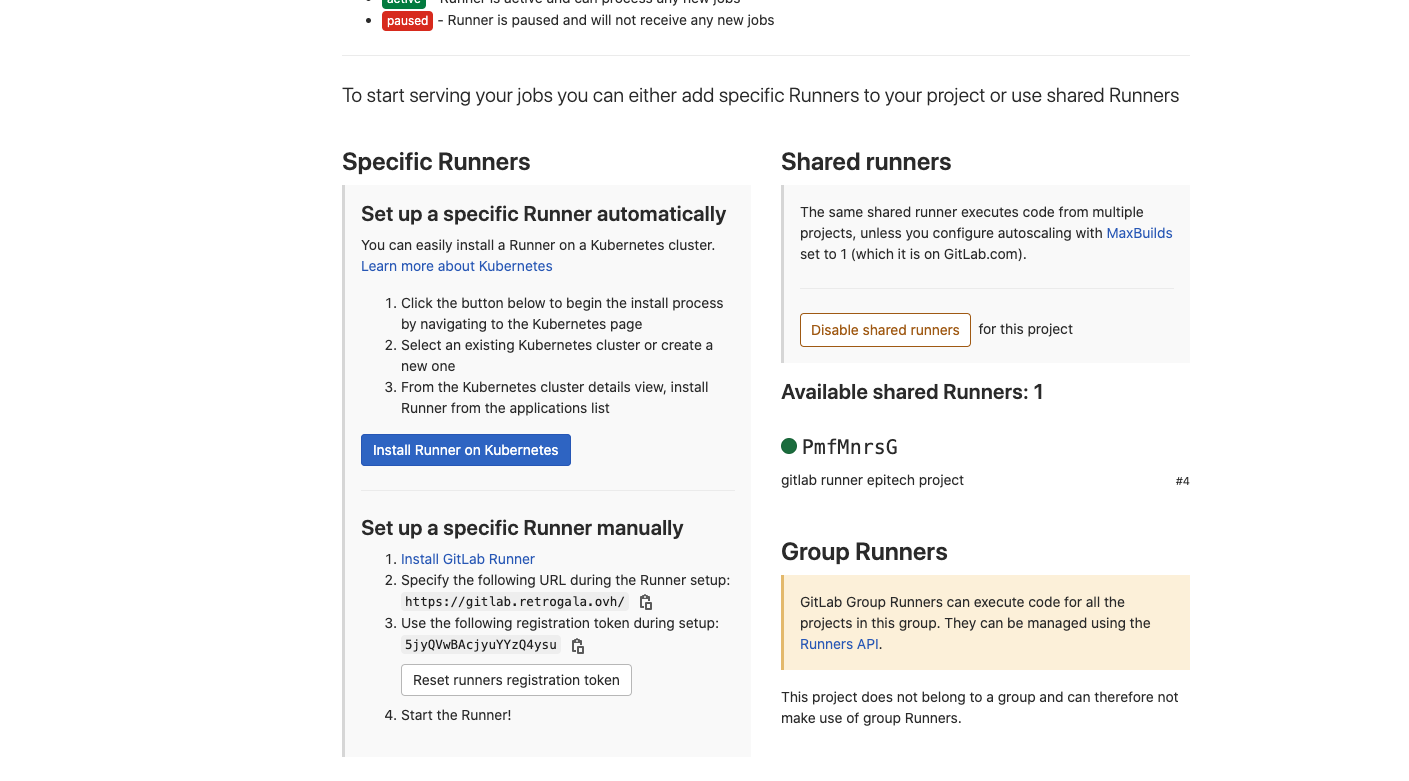 active - Runner is active and can process any new jobs
paused - Runner is paused and will not receive any new jobs
To start serving your jobs you can either add specific Runners to your project or use shared Runners
Specific Runners
Set up a specific Runner automatically
You can easily install a Runner on a Kubernetes cluster.
Learn more about Kubernetes
1. Click the button below to begin the install process
by navigating to the Kubernetes page
2. Select an existing Kubernetes cluster or create a
new one
3. From the Kubernetes cluster details view, install
Runner from the applications list
Install Runner on Kubernetes
Set up a specific Runner manually
1. Install GitLab Runner
2. Specify the following URL during the Runner setup:
https://gitlab.retrogala.ovh/
3. Use the following registration token during setup:
5jyQVwBAcjyuYYzQ4ysu
Reset runners registration token
4. Start the Runner!
Shared runners
The same shared runner executes code from multiple
projects, unless you configure autoscaling with MaxBuilds
set to 1 (which it is on GitLab.com).
Disable shared runners for this project
Available shared Runners: 1
PmfMnrsG
gitlab runner epitech project #4
Group Runners
GitLab Group Runners can execute code for all the
projects in this group. They can be managed using the
Runners API.
This project does not belong to a group and can therefore not
make use of group Runners.